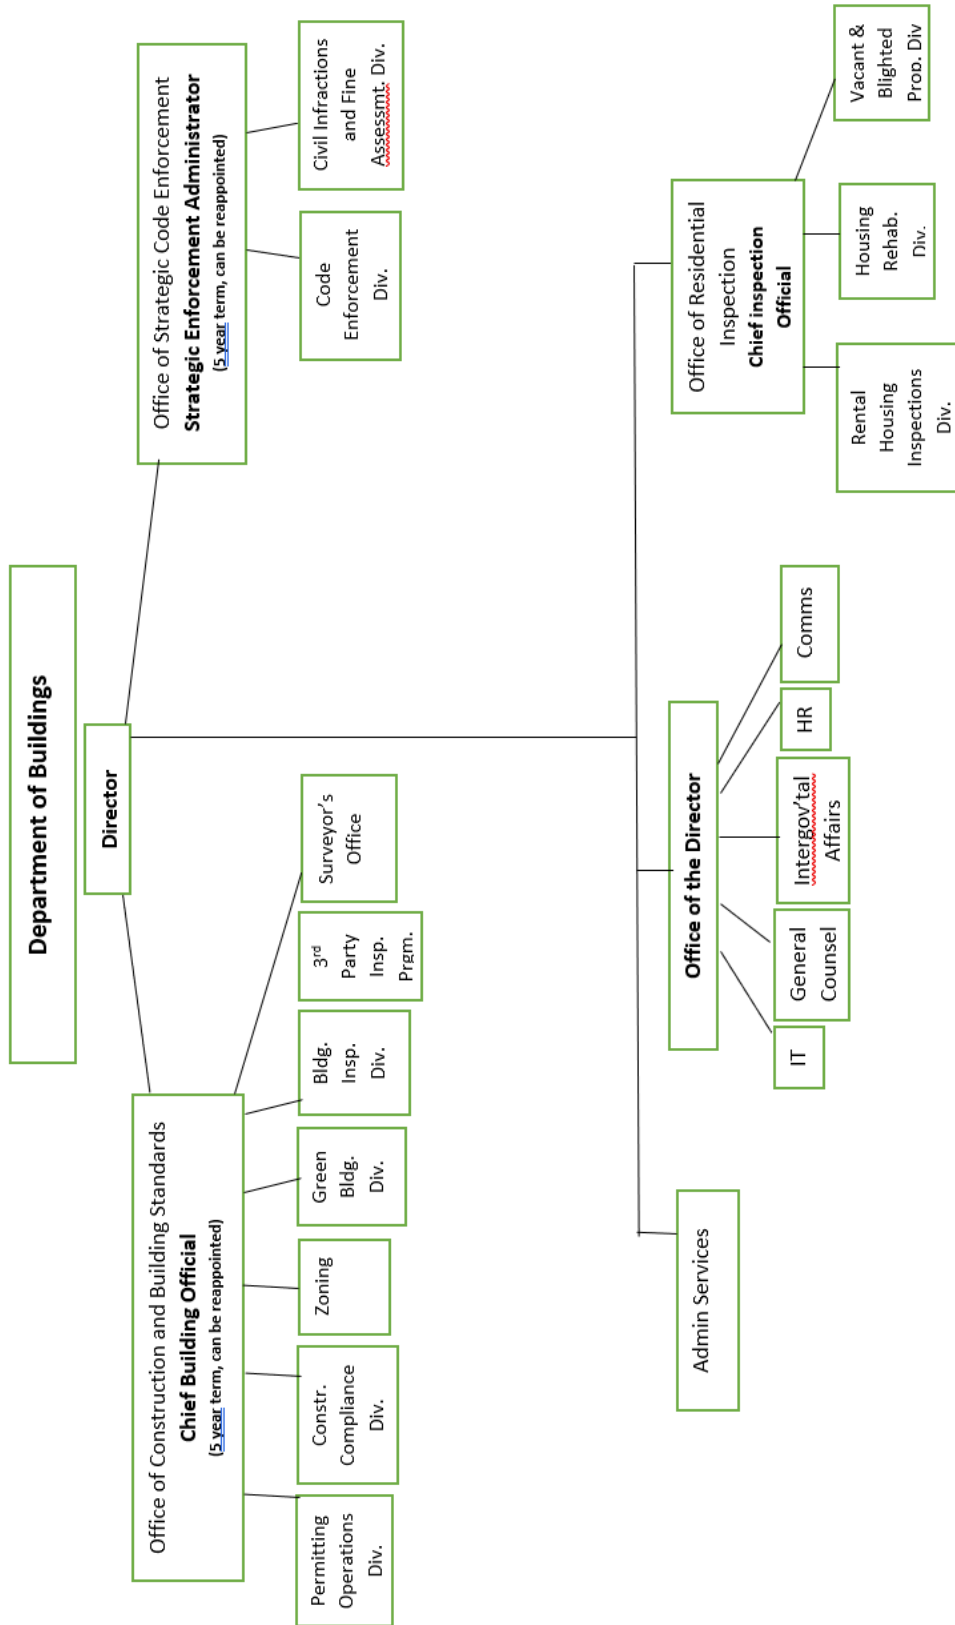 Department of Buildings
Director
Office of Construction and Building Standards
Chief Building Official
(5 year term, can be reappointed)
Office of Strategic Code Enforcement
Strategic Enforcement Administrator
(5 year term, can be reappointed)
Permitting
Operations
Div.
Constr.
Compliance
Div.
Zoning
Green
Bldg.
Div.
Bldg.
Insp.
Div.
3rd
Party
Insp.
Prgm.
Surveyor’s
Office
Code
Enforcement
Div.
Civil Infractions
and Fine
Assessmt. Div.
Admin Services
Office of the Director
IT
General
Counsel
Intergov’tal
Affairs
HR
Comms
Office of Residential
Inspection
Chief inspection
Official
Rental
Housing
Inspections
Div.
Housing
Rehab.
Div.
Vacant &
Blighted
Prop. Div